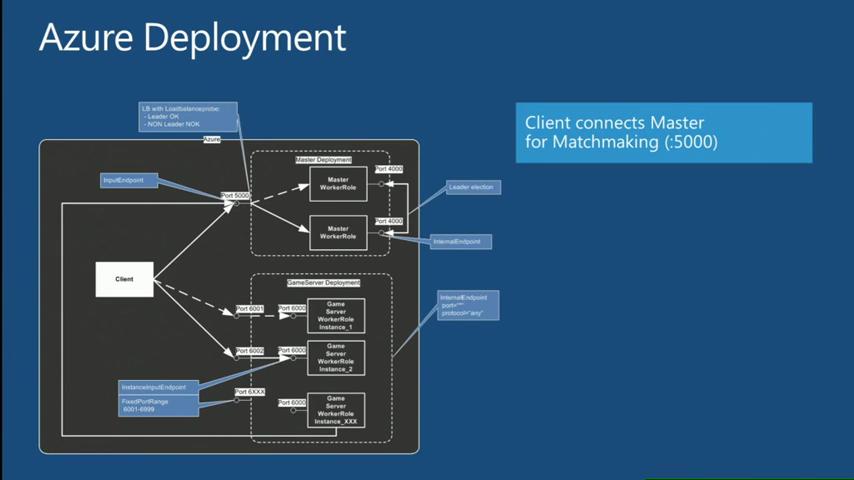 Azure Deployment
LB with Loadbalanceprobe:
- Leader OK
- NON Leader NOK
Azure
Client connects Master
for Matchmaking (:5000)
Master Deployment
Port 4000
Master
WorkerRole
InputEndpoint
Port 5000
Leader election
Port 4000
Master
WorkerRole
InternalEndpoint
Client
GameServer Deployment
InternalEndpoint
port="*"
protocol="any"
Port 6001
Port 6000
Game
Server
WorkerRole
Instance_1
Port 6002
Port 6000
Game
Server
WorkerRole
Instance_2
InstanceInputEndpoint
FixedPortRange
6001-6999
Port 6XXX
Port 6000
Game
Server
WorkerRole
Instance_XXX